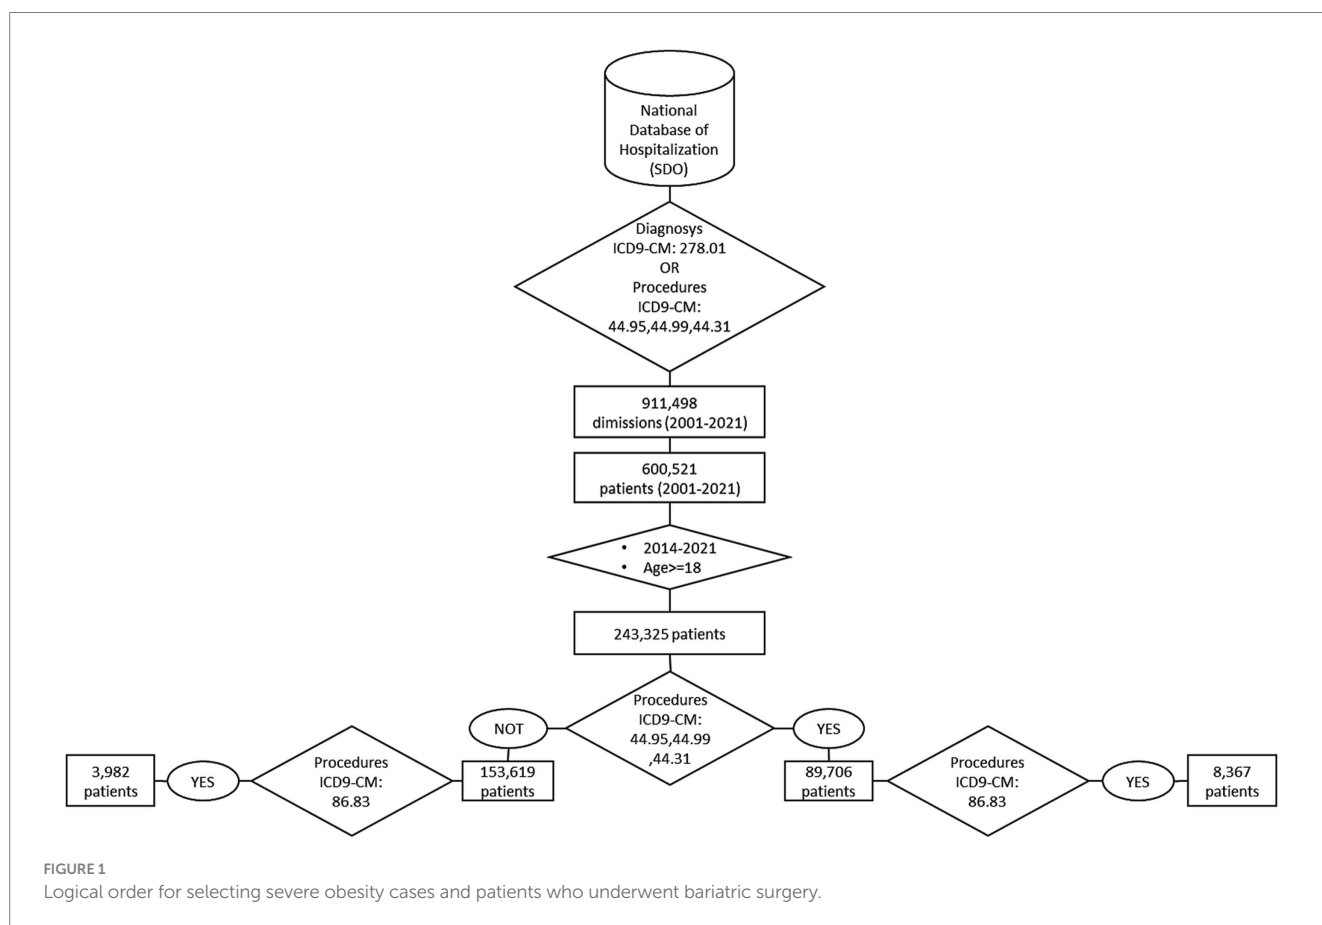 National
Database of
Hospitalization
(SDO)
Diagnosys
ICD9-CM: 278.01
OR
Procedures
ICD9-CM:
44.95,44.99,44.31
911,498
dimissions (2001-2021)
600,521
patients (2001-2021)
• 2014-2021
• Age>=18
243,325 patients
Procedures
ICD9-CM:
44.95,44.99
,44.31
NOT
YES
153,619
patients
89,706
patients
Procedures
ICD9-CM:
86.83
YES
3,982
patients
Procedures
ICD9-CM:
86.83
YES
8,367
patients
FIGURE 1
Logical order for selecting severe obesity cases and patients who underwent bariatric surgery.